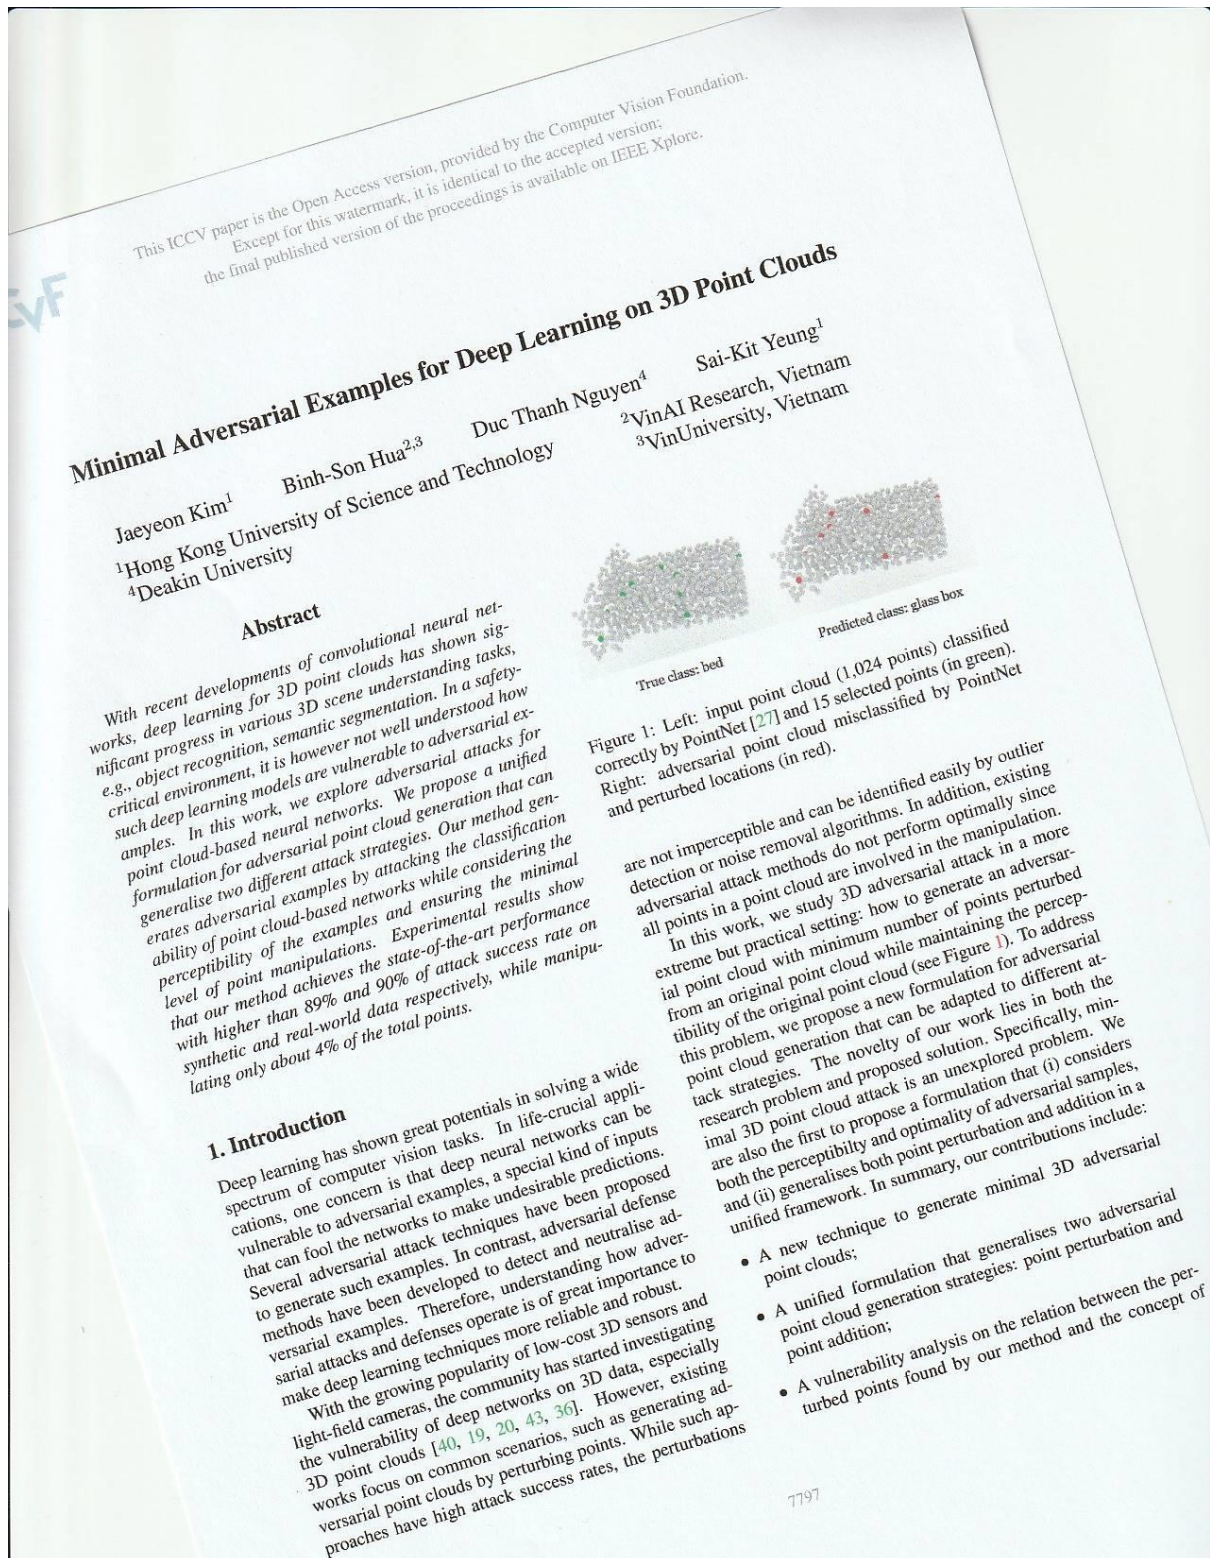 This ICCV paper is the Open Access version, provided by the Computer Vision Foundation.
Except for this watermark, it is identical to the accepted version;
the final published version of the proceedings is available on IEEE Xplore.
CVF
Minimal Adversarial Examples for Deep Learning on 3D Point Clouds
Jaeyeon Kim¹ Binh-Son Hua²,³ Duc Thanh Nguyen⁴ Sai-Kit Yeung¹
¹Hong Kong University of Science and Technology ²VinAI Research, Vietnam
⁴Deakin University ³VinUniversity, Vietnam
Abstract
With recent developments of convolutional neural net-
works, deep learning for 3D point clouds has shown sig-
nificant progress in various 3D scene understanding tasks,
e.g., object recognition, semantic segmentation. In a safety-
critical environment, it is however not well understood how
such deep learning models are vulnerable to adversarial ex-
amples. In this work, we explore adversarial attacks for
point cloud-based neural networks. We propose a unified
formulation for adversarial point cloud generation that can
generalise two different attack strategies. Our method gen-
erates adversarial examples by attacking the classification
ability of point cloud-based networks while considering the
perceptibility of the examples and ensuring the minimal
level of point manipulations. Experimental results show
that our method achieves the state-of-the-art performance
with higher than 89% and 90% of attack success rate on
synthetic and real-world data respectively, while manipu-
lating only about 4% of the total points.
1. Introduction
Deep learning has shown great potentials in solving a wide
spectrum of computer vision tasks. In life-crucial appli-
cations, one concern is that deep neural networks can be
vulnerable to adversarial examples, a special kind of inputs
that can fool the networks to make undesirable predictions.
Several adversarial attack techniques have been proposed
to generate such examples. In contrast, adversarial defense
methods have been developed to detect and neutralise ad-
versarial examples. Therefore, understanding how adver-
sarial attacks and defenses operate is of great importance to
make deep learning techniques more reliable and robust.
With the growing popularity of low-cost 3D sensors and
light-field cameras, the community has started investigating
the vulnerability of deep networks on 3D data, especially
3D point clouds [40, 19, 20, 43, 36]. However, existing
works focus on common scenarios, such as generating ad-
versarial point clouds by perturbing points. While such ap-
proaches have high attack success rates, the perturbations
True class: bed
Predicted class: glass box
Figure 1: Left: input point cloud (1,024 points) classified
correctly by PointNet [27] and 15 selected points (in green).
Right: adversarial point cloud misclassified by PointNet
and perturbed locations (in red).
are not imperceptible and can be identified easily by outlier
detection or noise removal algorithms. In addition, existing
adversarial attack methods do not perform optimally since
all points in a point cloud are involved in the manipulation.
In this work, we study 3D adversarial attack in a more
extreme but practical setting: how to generate an adversar-
ial point cloud with minimum number of points perturbed
from an original point cloud while maintaining the percep-
tibility of the original point cloud (see Figure 1). To address
this problem, we propose a new formulation for adversarial
point cloud generation that can be adapted to different at-
tack strategies. The novelty of our work lies in both the
research problem and proposed solution. Specifically, min-
imal 3D point cloud attack is an unexplored problem. We
are also the first to propose a formulation that (i) considers
both the perceptibilty and optimality of adversarial samples,
and (ii) generalises both point perturbation and addition in a
unified framework. In summary, our contributions include:
• A new technique to generate minimal 3D adversarial
point clouds;
• A unified formulation that generalises two adversarial
point cloud generation strategies: point perturbation and
point addition;
• A vulnerability analysis on the relation between the per-
turbed points found by our method and the concept of
7797